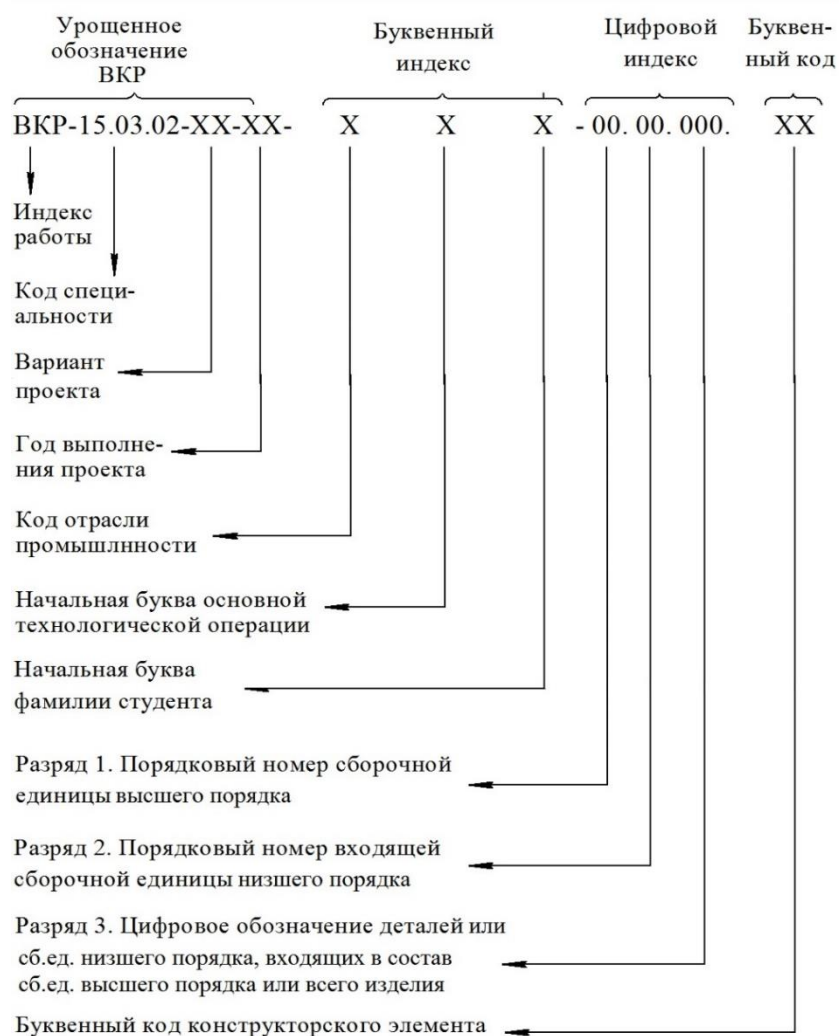 Урощенное
обозначение
ВКР
Буквенный
индекс
Цифровой
индекс
Буквен-
ный код
ВКР-15.03.02-ХХ-ХХ- Х Х Х - 00. 00. 000. ХХ
Индекс
работы
Код специ-
альности
Вариант
проекта
Год выполне-
ния проекта
Код отрасли
промышлнности
Начальная буква основной
технологической операции
Начальная буква
фамилии студента
Разряд 1. Порядковый номер сборочной
единицы высшего порядка
Разряд 2. Порядковый номер входящей
сборочной единицы низшего порядка
Разряд 3. Цифровое обозначение деталей или
сб.ед. низшего порядка, входящих в состав
сб.ед. высшего порядка или всего изделия
Буквенный код конструкторского элемента